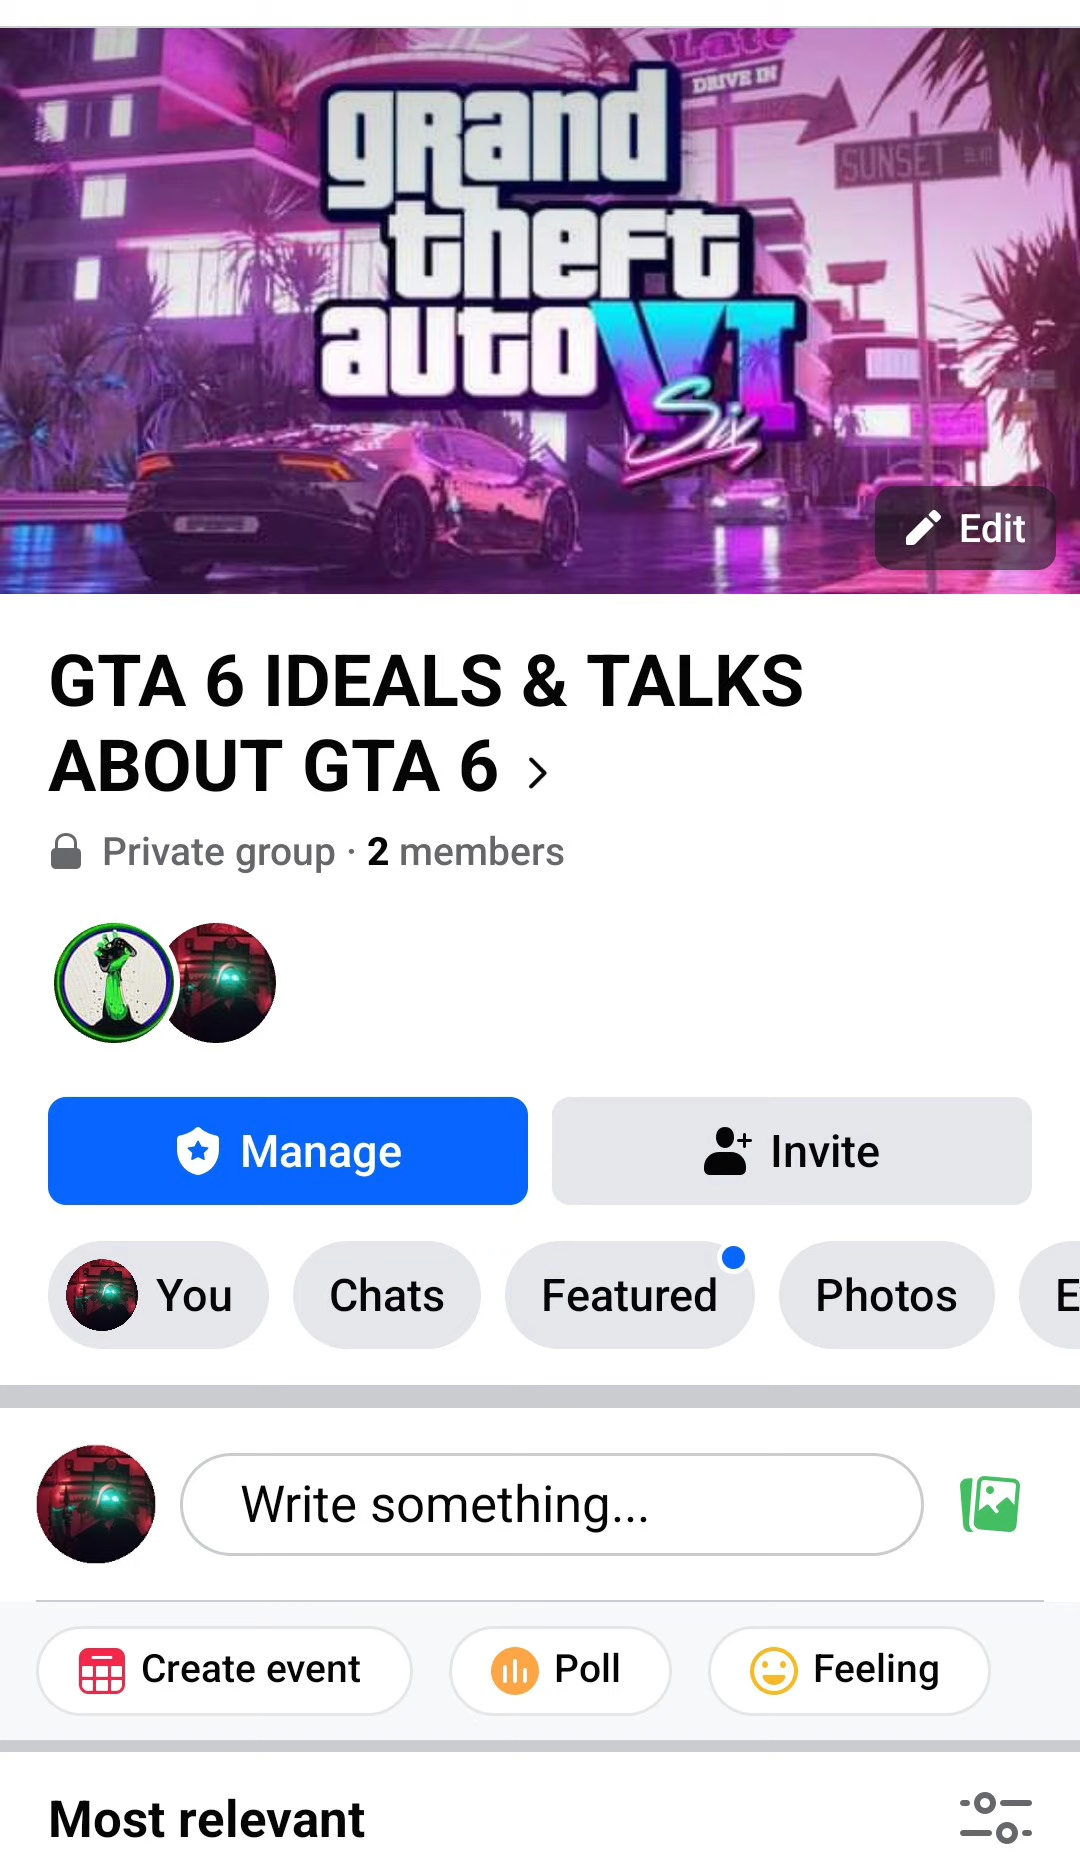 Late
DRIVE IN
SUNSET
grand
theft
auto VI
Six
Edit
GTA 6 IDEALS & TALKS
ABOUT GTA 6
Private group · 2 members
Manage
Invite
You
Chats
Featured
Photos
Write something...
Create event
Poll
Feeling
Most relevant